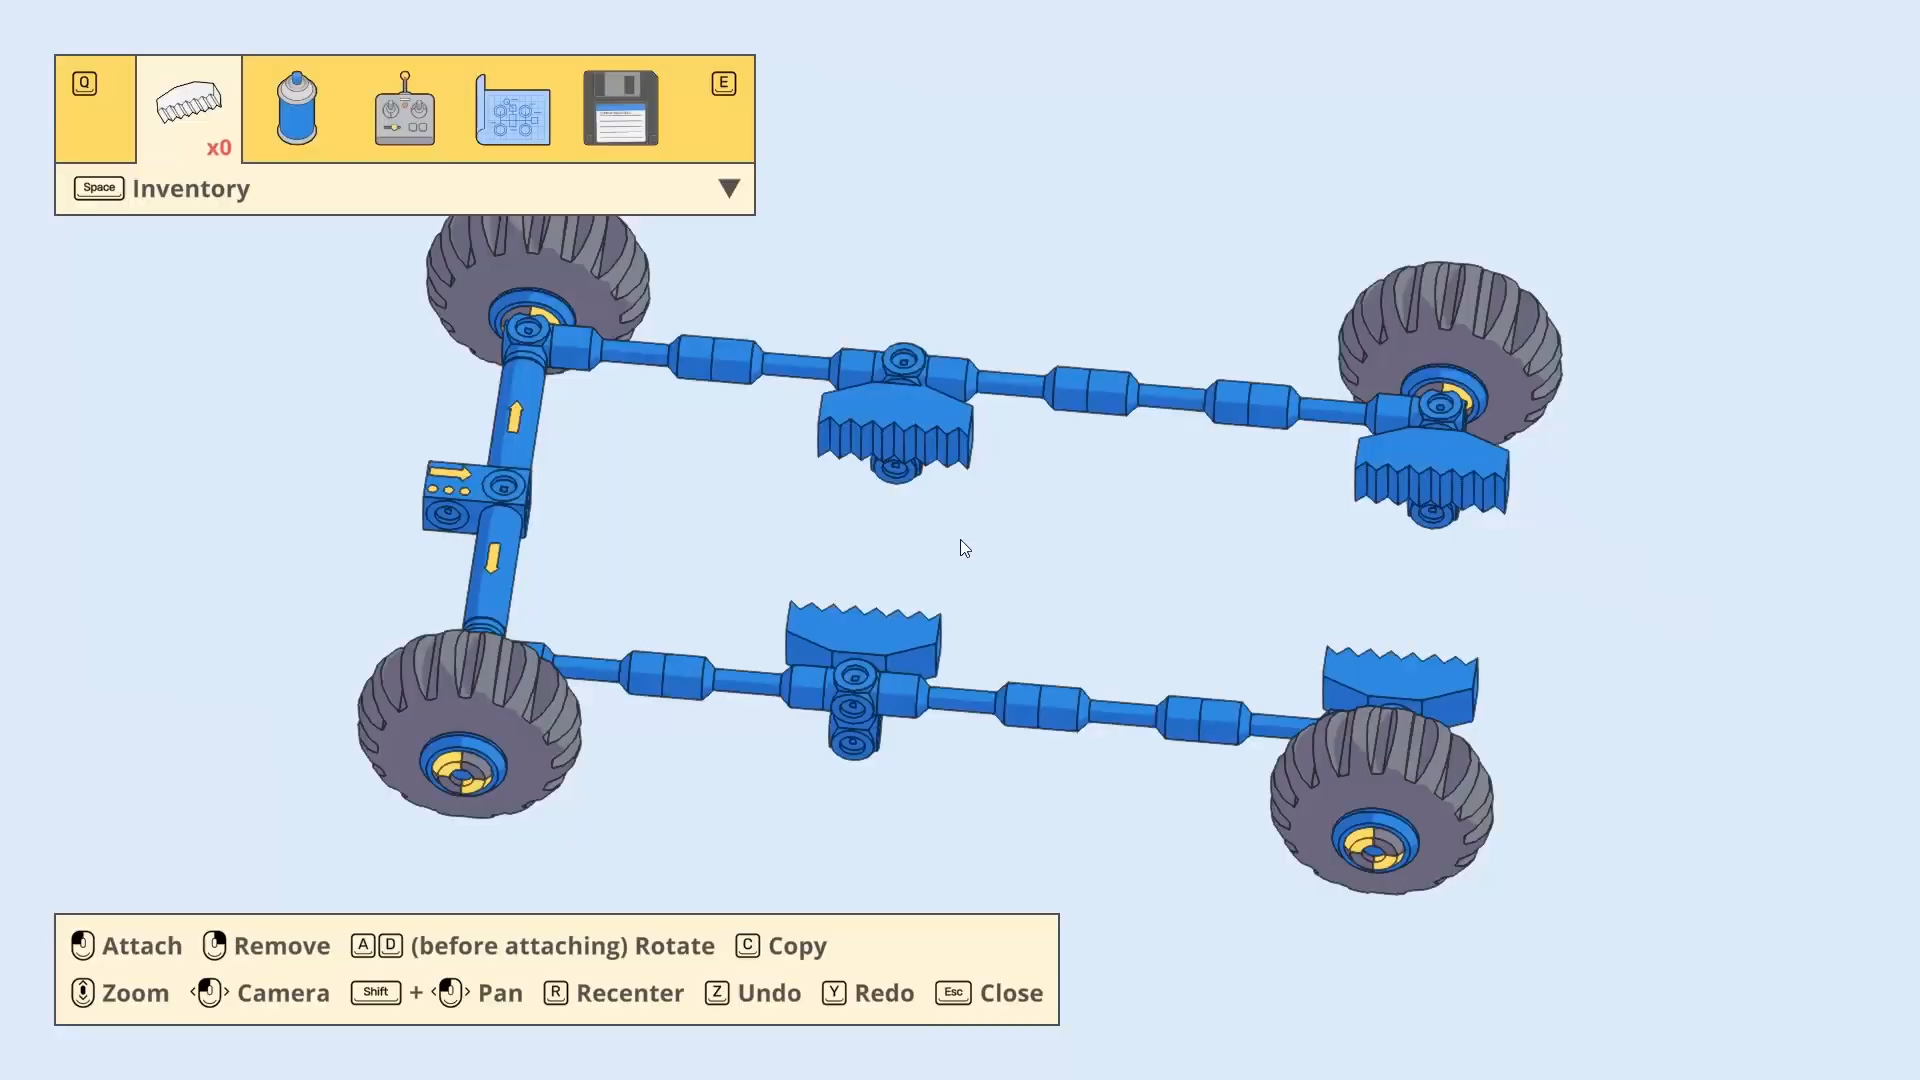 Q
E
x0
Space Inventory
Attach Remove A D (before attaching) Rotate C Copy
Zoom Camera Shift + Pan R Recenter Z Undo Y Redo Esc Close